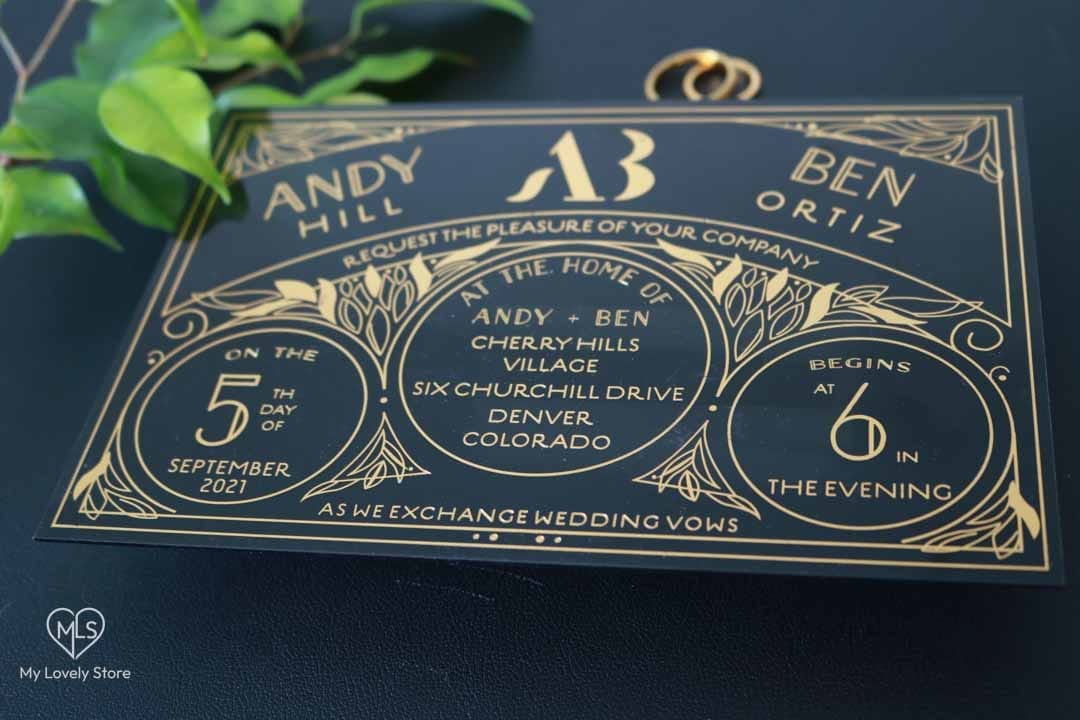 ANDY
HILL
AB
BEN
ORTIZ
REQUEST THE PLEASURE OF YOUR COMPANY
AT THE HOME OF
ANDY + BEN
CHERRY HILLS
VILLAGE
SIX CHURCHILL DRIVE
DENVER
COLORADO
ON THE
5 TH
DAY
OF
SEPTEMBER
2021
BEGINS
AT 6 IN
THE EVENING
AS WE EXCHANGE WEDDING VOWS
MLS
My Lovely Store